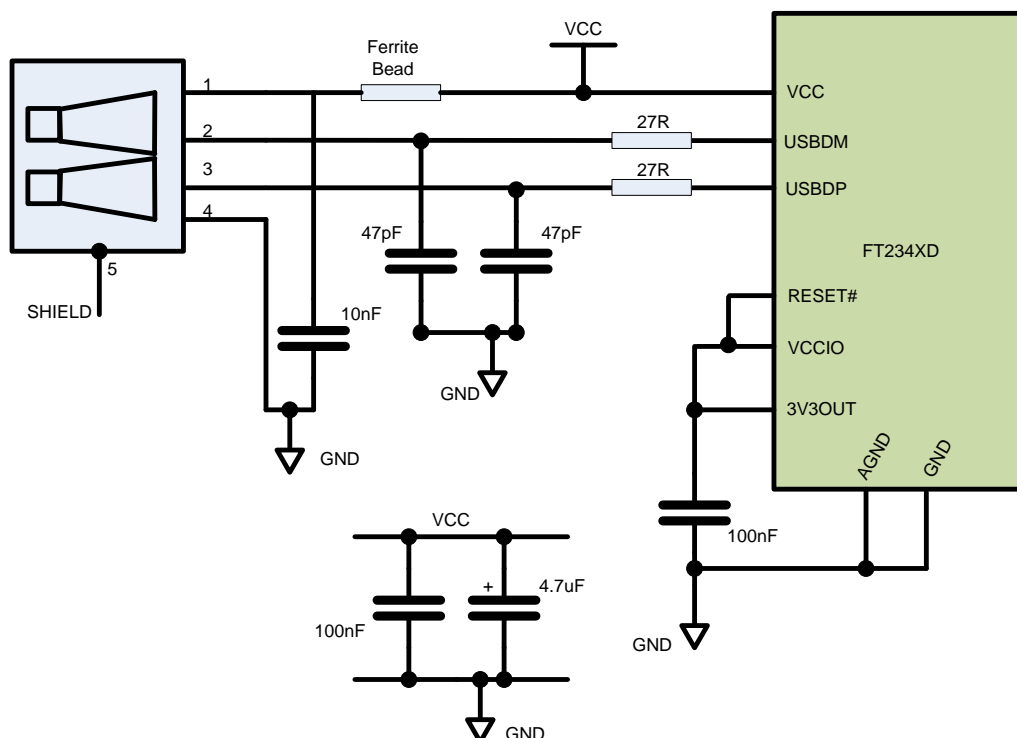 VCC
Ferrite
Bead
1
VCC
27R
2
USBDM
27R
3
USBDP
4
47pF
47pF
FT234XD
5
SHIELD
RESET#
10nF
VCCIO
GND
3V3OUT
GND
AGND
GND
VCC
100nF
+
4.7uF
100nF
GND
GND